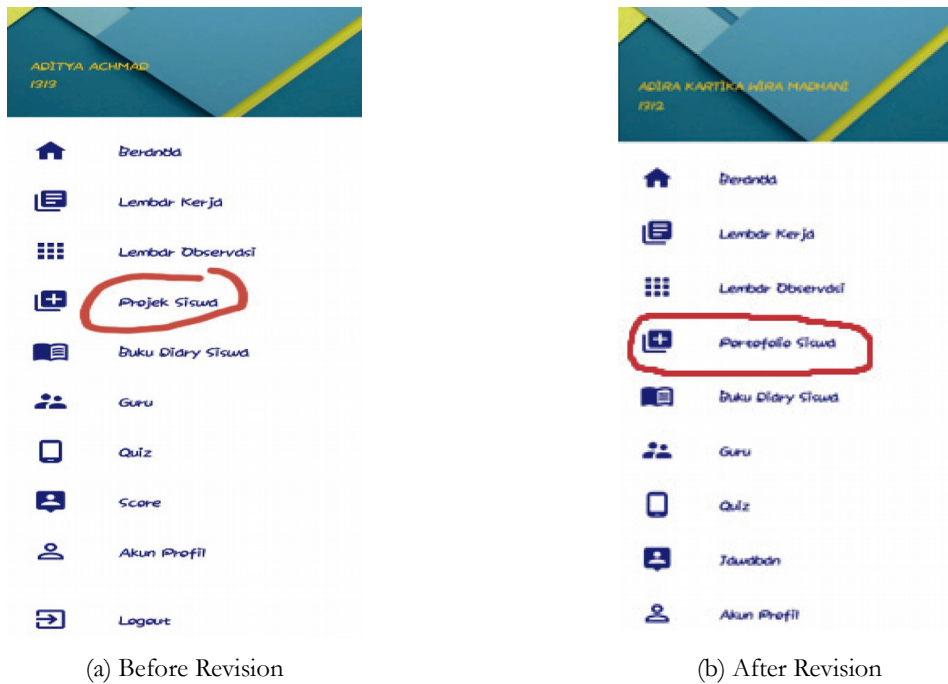 ADITYA ACHMAD
1313
Beranda
Lembar Kerja
Lembar Observasi
Projek Siswa
Buku Diary Siswa
Guru
Quiz
Score
Akun Profil
Logout
(a) Before Revision
ADIRA KARTIKA WIRA MADHANI
1312
Beranda
Lembar Kerja
Lembar Observasi
Portofolio Siswa
Buku Diary Siswa
Guru
Quiz
Jawaban
Akun Profil
(b) After Revision